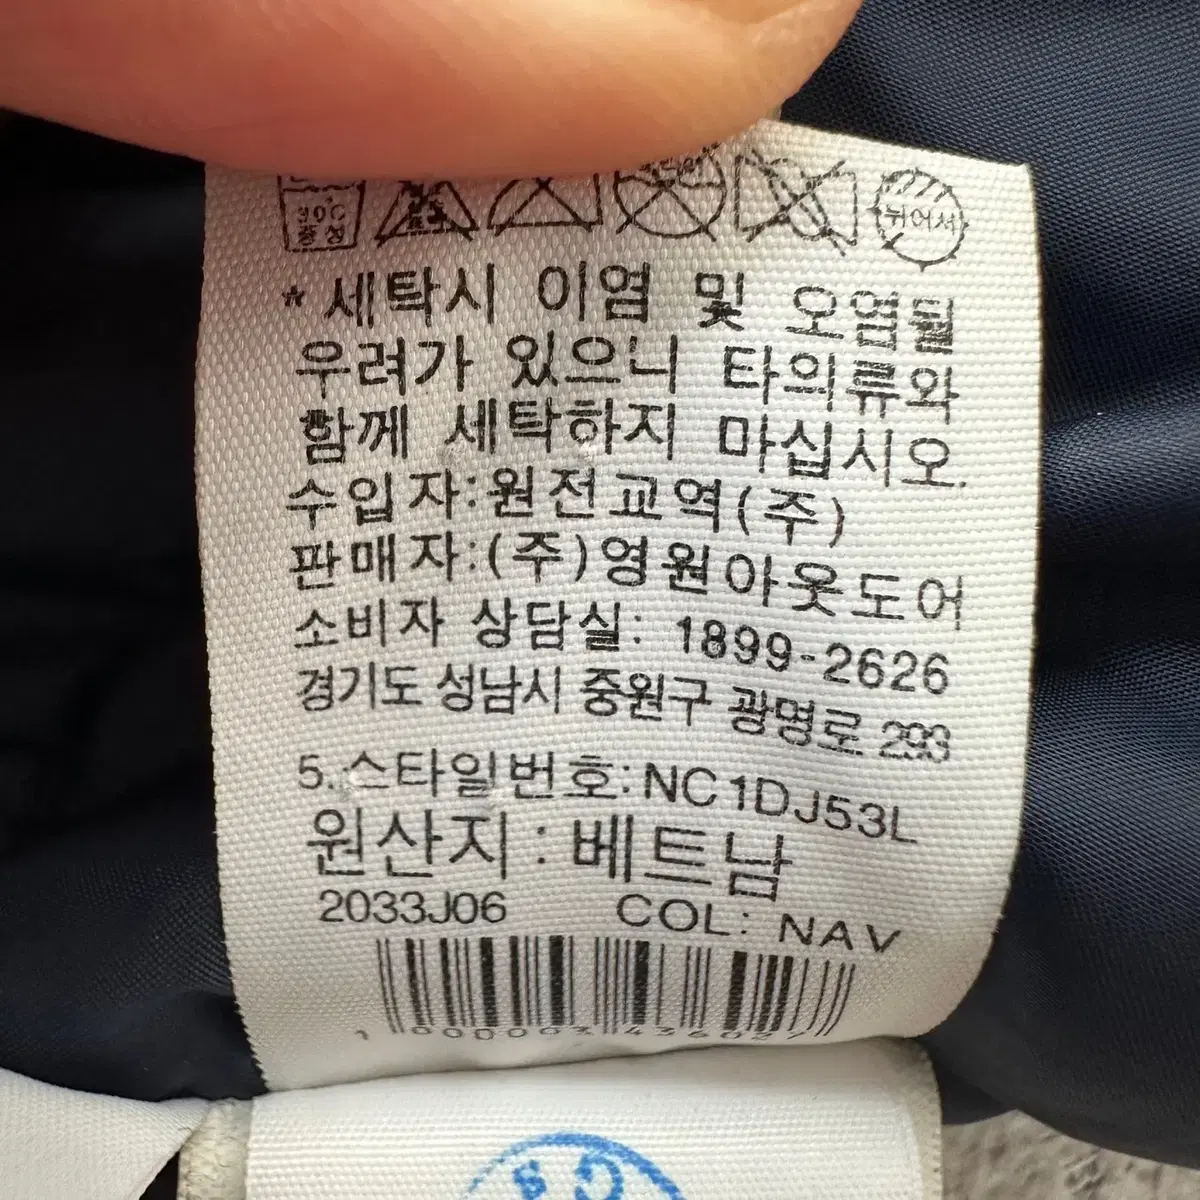 30C
중성
뉘어서
*세탁시 이염 및 오염될
우려가 있으니 타의류와
함께 세탁하지 마십시오.
수입자:원전교역(주)
판매자:(주)영원아웃도어
소비자 상담실: 1899-2626
경기도 성남시 중원구 광명로 293
5.스타일번호:NC1DJ53L
원산지 : 베트남
2033J06 COL: NAV
1 000003 436027